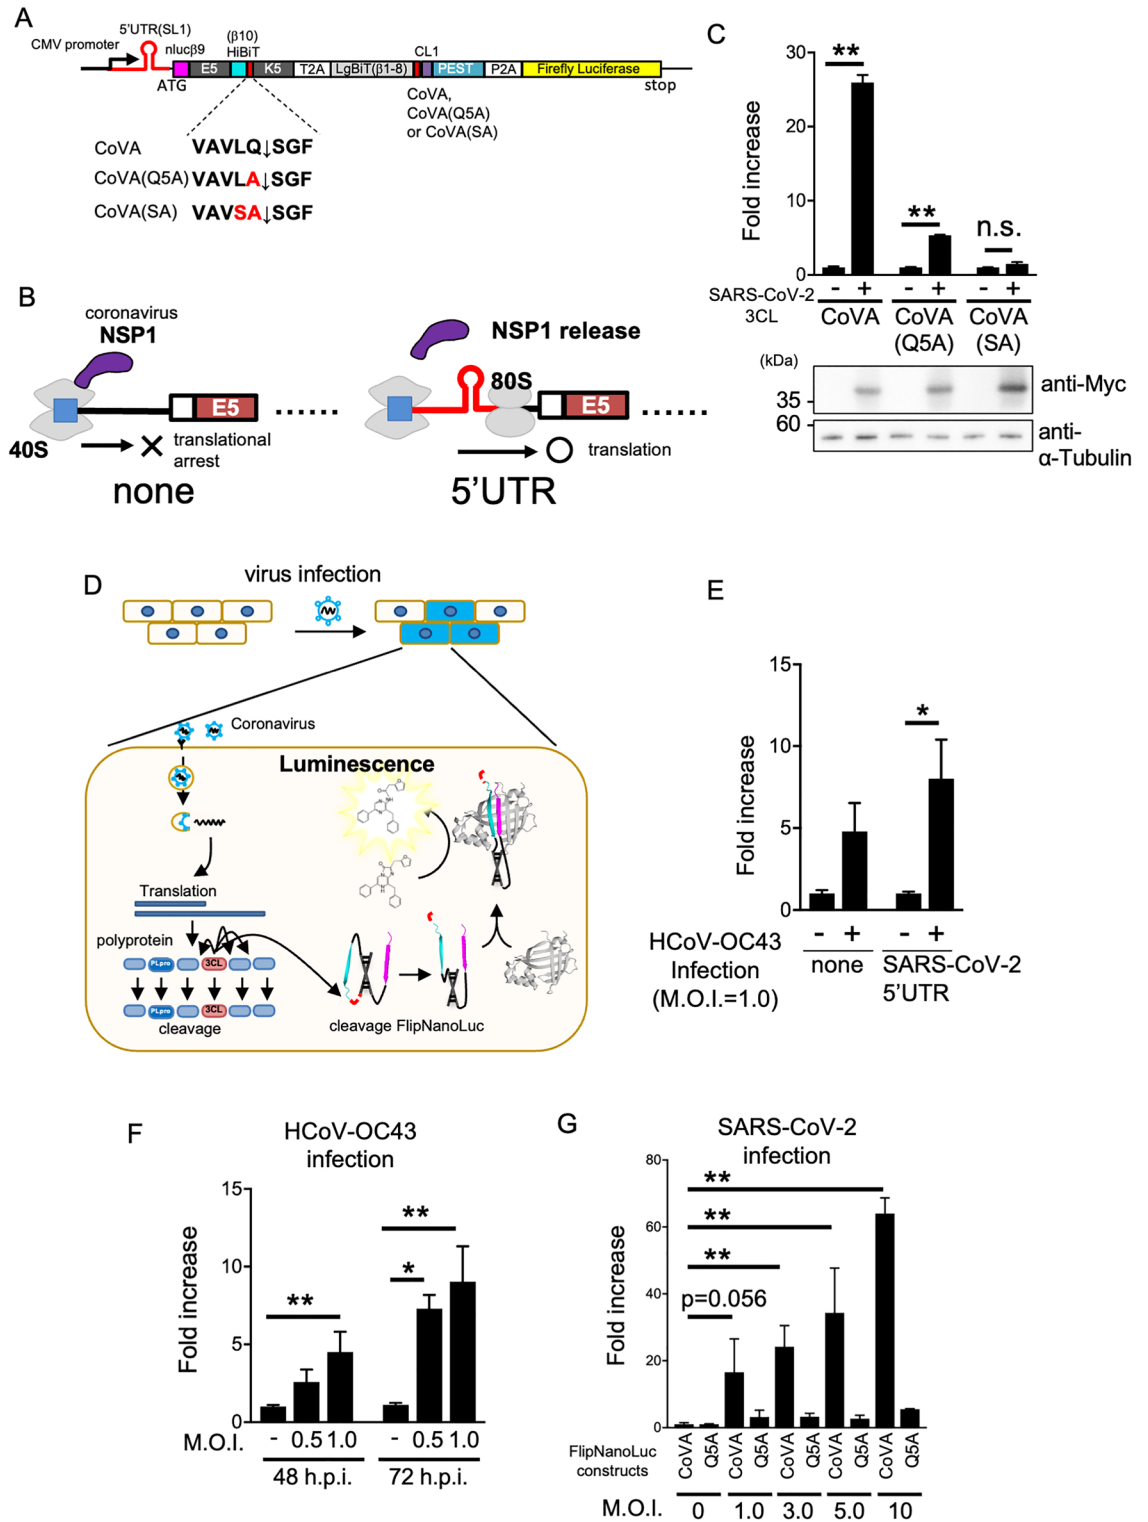 A
5'UTR(SL1)
CMV promoter
nlucβ9
(β10)
HiBiT
CL1
E5
K5
T2A
LgBiT(β1-8)
PEST
P2A
Firefly Luciferase
ATG
stop
CoVA,
CoVA(Q5A)
or CoVA(SA)
CoVA VAVLQ↓SGF
CoVA(Q5A) VAVLA↓SGF
CoVA(SA) VAVSA↓SGF
B
coronavirus
NSP1
E5
40S
translational
arrest
none
NSP1 release
80S
E5
translation
5'UTR
C
Fold increase
30
20
10
0
**
**
n.s.
- + - + - +
SARS-CoV-2
3CL
CoVA
CoVA
(Q5A)
CoVA
(SA)
(kDa)
35
60
anti-Myc
anti-
α-Tubulin
D
virus infection
Coronavirus
Luminescence
Translation
polyprotein
PLpro
3CL
PLpro
3CL
cleavage
cleavage FlipNanoLuc
E
Fold increase
15
10
5
0
*
- + - +
HCoV-OC43
Infection
(M.O.I.=1.0)
none
SARS-CoV-2
5'UTR
F
HCoV-OC43
infection
Fold increase
15
10
5
0
**
**
*
M.O.I. - 0.5 1.0 - 0.5 1.0
48 h.p.i. 72 h.p.i.
G
SARS-CoV-2
infection
Fold increase
80
60
40
20
0
**
**
**
p=0.056
FlipNanoLuc
constructs
CoVA Q5A CoVA Q5A CoVA Q5A CoVA Q5A CoVA Q5A
M.O.I. 0 1.0 3.0 5.0 10